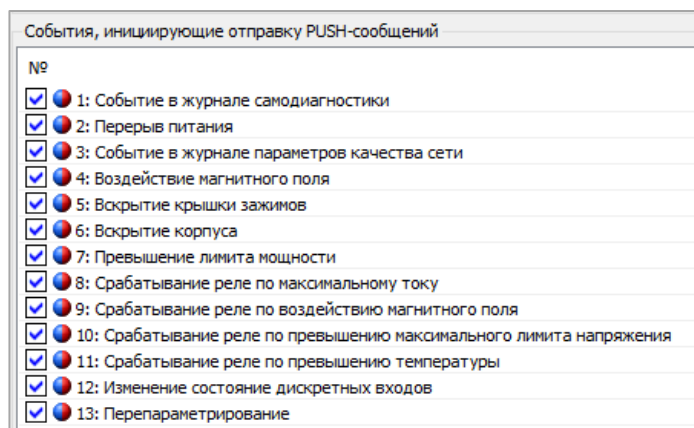 События, инициирующие отправку PUSH-сообщений
№
1: Событие в журнале самодиагностики
2: Перерыв питания
3: Событие в журнале параметров качества сети
4: Воздействие магнитного поля
5: Вскрытие крышки зажимов
6: Вскрытие корпуса
7: Превышение лимита мощности
8: Срабатывание реле по максимальному току
9: Срабатывание реле по воздействию магнитного поля
10: Срабатывание реле по превышению максимального лимита напряжения
11: Срабатывание реле по превышению температуры
12: Изменение состояние дискретных входов
13: Перепараметрирование